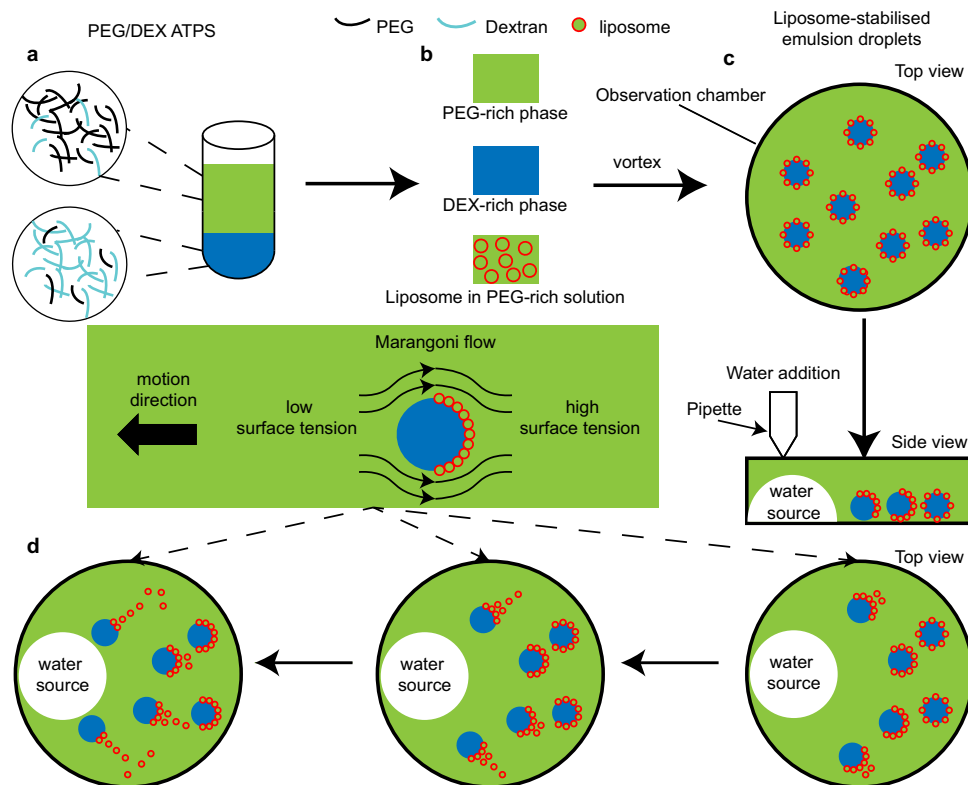 PEG/DEX ATPS
PEG
Dextran
liposome
Liposome-stabilised
emulsion droplets
a
b
c
Top view
Observation chamber
PEG-rich phase
vortex
DEX-rich phase
Liposome in PEG-rich solution
Marangoni flow
motion
direction
low
surface tension
high
surface tension
Water addition
Pipette
Side view
water
source
d
Top view
water
source
water
source
water
source